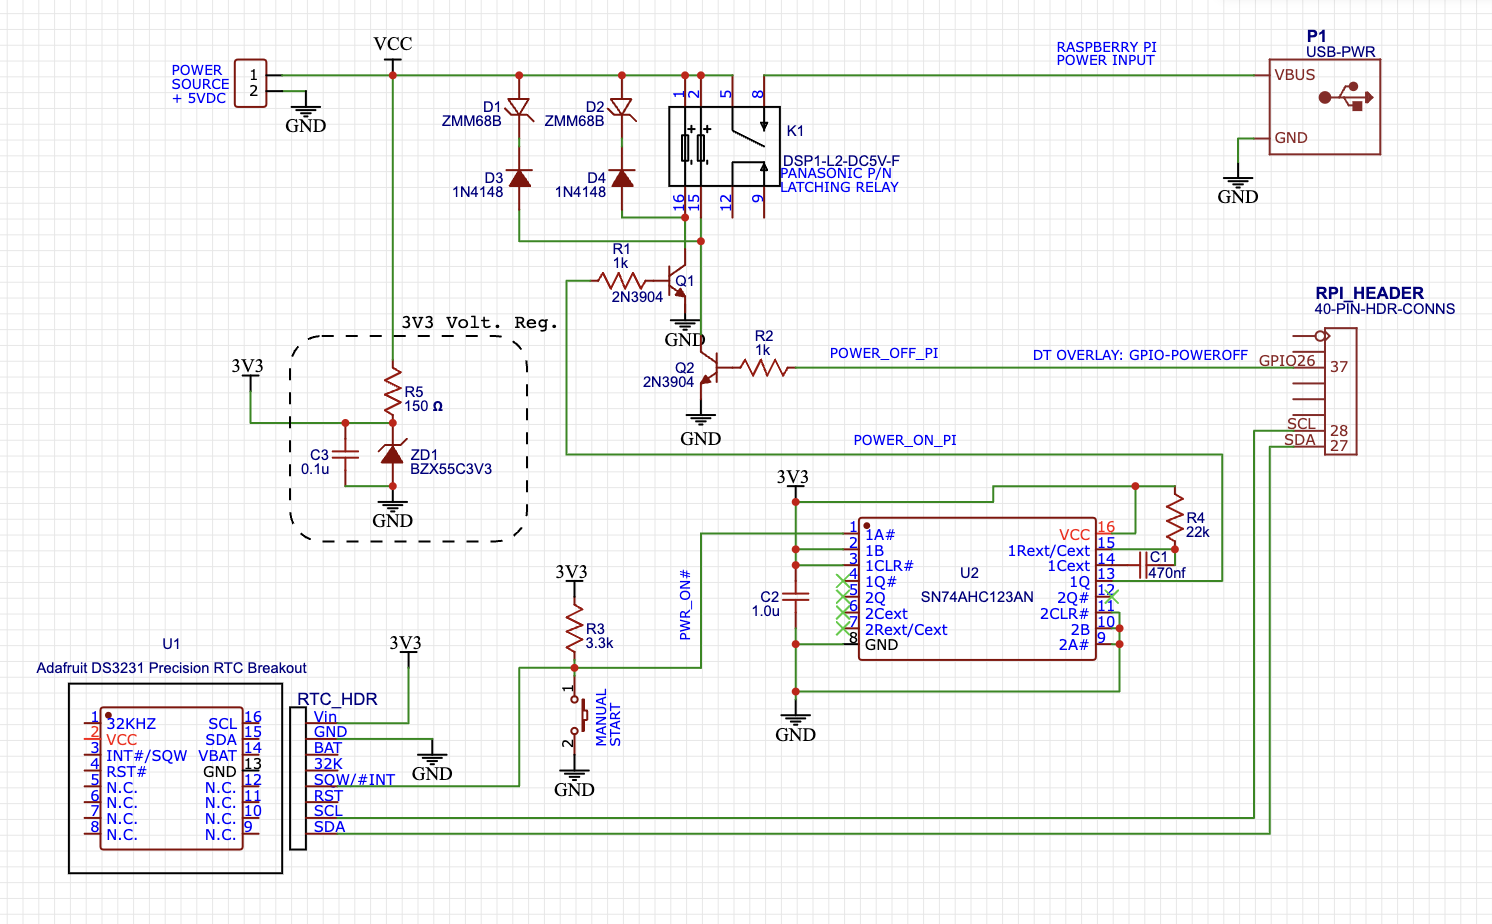 VCC
POWER
SOURCE
+ 5VDC
1
2
GND
D1
ZMM68B
D2
ZMM68B
D3
1N4148
D4
1N4148
1
2
5
8
+
+
-
-
16
15
12
9
K1
DSP1-L2-DC5V-F
PANASONIC P/N
LATCHING RELAY
RASPBERRY PI
POWER INPUT
P1
USB-PWR
VBUS
GND
GND
R1
1k
Q1
2N3904
GND
R2
1k
Q2
2N3904
GND
POWER_OFF_PI
DT OVERLAY: GPIO-POWEROFF
RPI_HEADER
40-PIN-HDR-CONNS
GPIO26
37
SCL
28
SDA
27
3V3 Volt. Reg.
3V3
R5
150 Ω
C3
0.1u
ZD1
BZX55C3V3
GND
POWER_ON_PI
3V3
1
2
3
4
5
6
7
8
1A#
1B
1CLR#
1Q#
2Q
2Cext
2Rext/Cext
GND
U2
SN74AHC123AN
VCC
1Rext/Cext
1Cext
1Q
2Q#
2CLR#
2B
2A#
16
15
14
13
12
11
10
9
R4
22k
C1
470nf
C2
1.0u
GND
PWR_ON#
3V3
R3
3.3k
1
2
MANUAL
START
GND
U1
Adafruit DS3231 Precision RTC Breakout
1
2
3
4
5
6
7
8
32KHZ
VCC
INT#/SQW
RST#
N.C.
N.C.
N.C.
N.C.
SCL
SDA
VBAT
GND
N.C.
N.C.
N.C.
N.C.
16
15
14
13
12
11
10
9
3V3
RTC_HDR
Vin
GND
BAT
32K
SQW/#INT
RST
SCL
SDA
GND